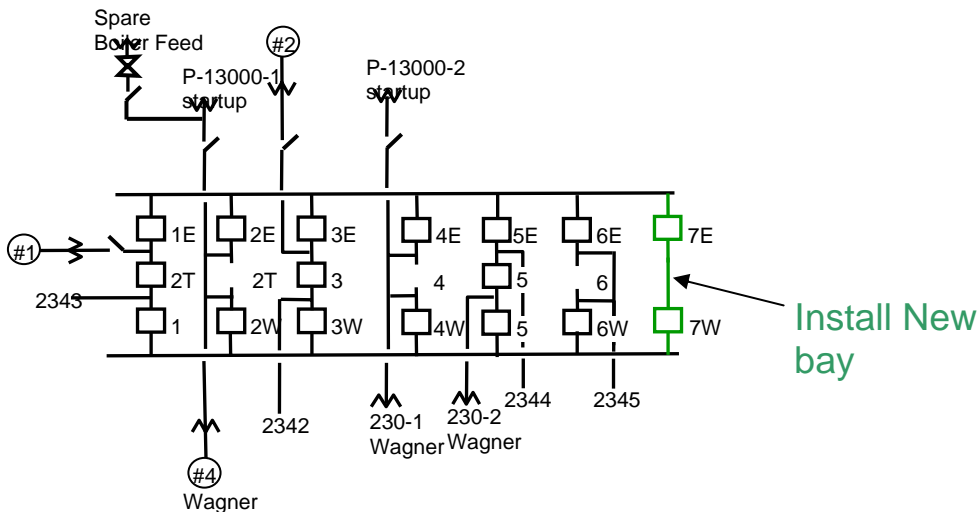 Spare
Boiler Feed
#2
P-13000-1
startup
P-13000-2
startup
1E
2E
3E
4E
5E
6E
7E
#1
2T
2T
3
4
5
6
2343
1
2W
3W
4W
5
6W
7W
Install New
bay
2342
230-1
Wagner
230-2
Wagner
2344
2345
#4
Wagner